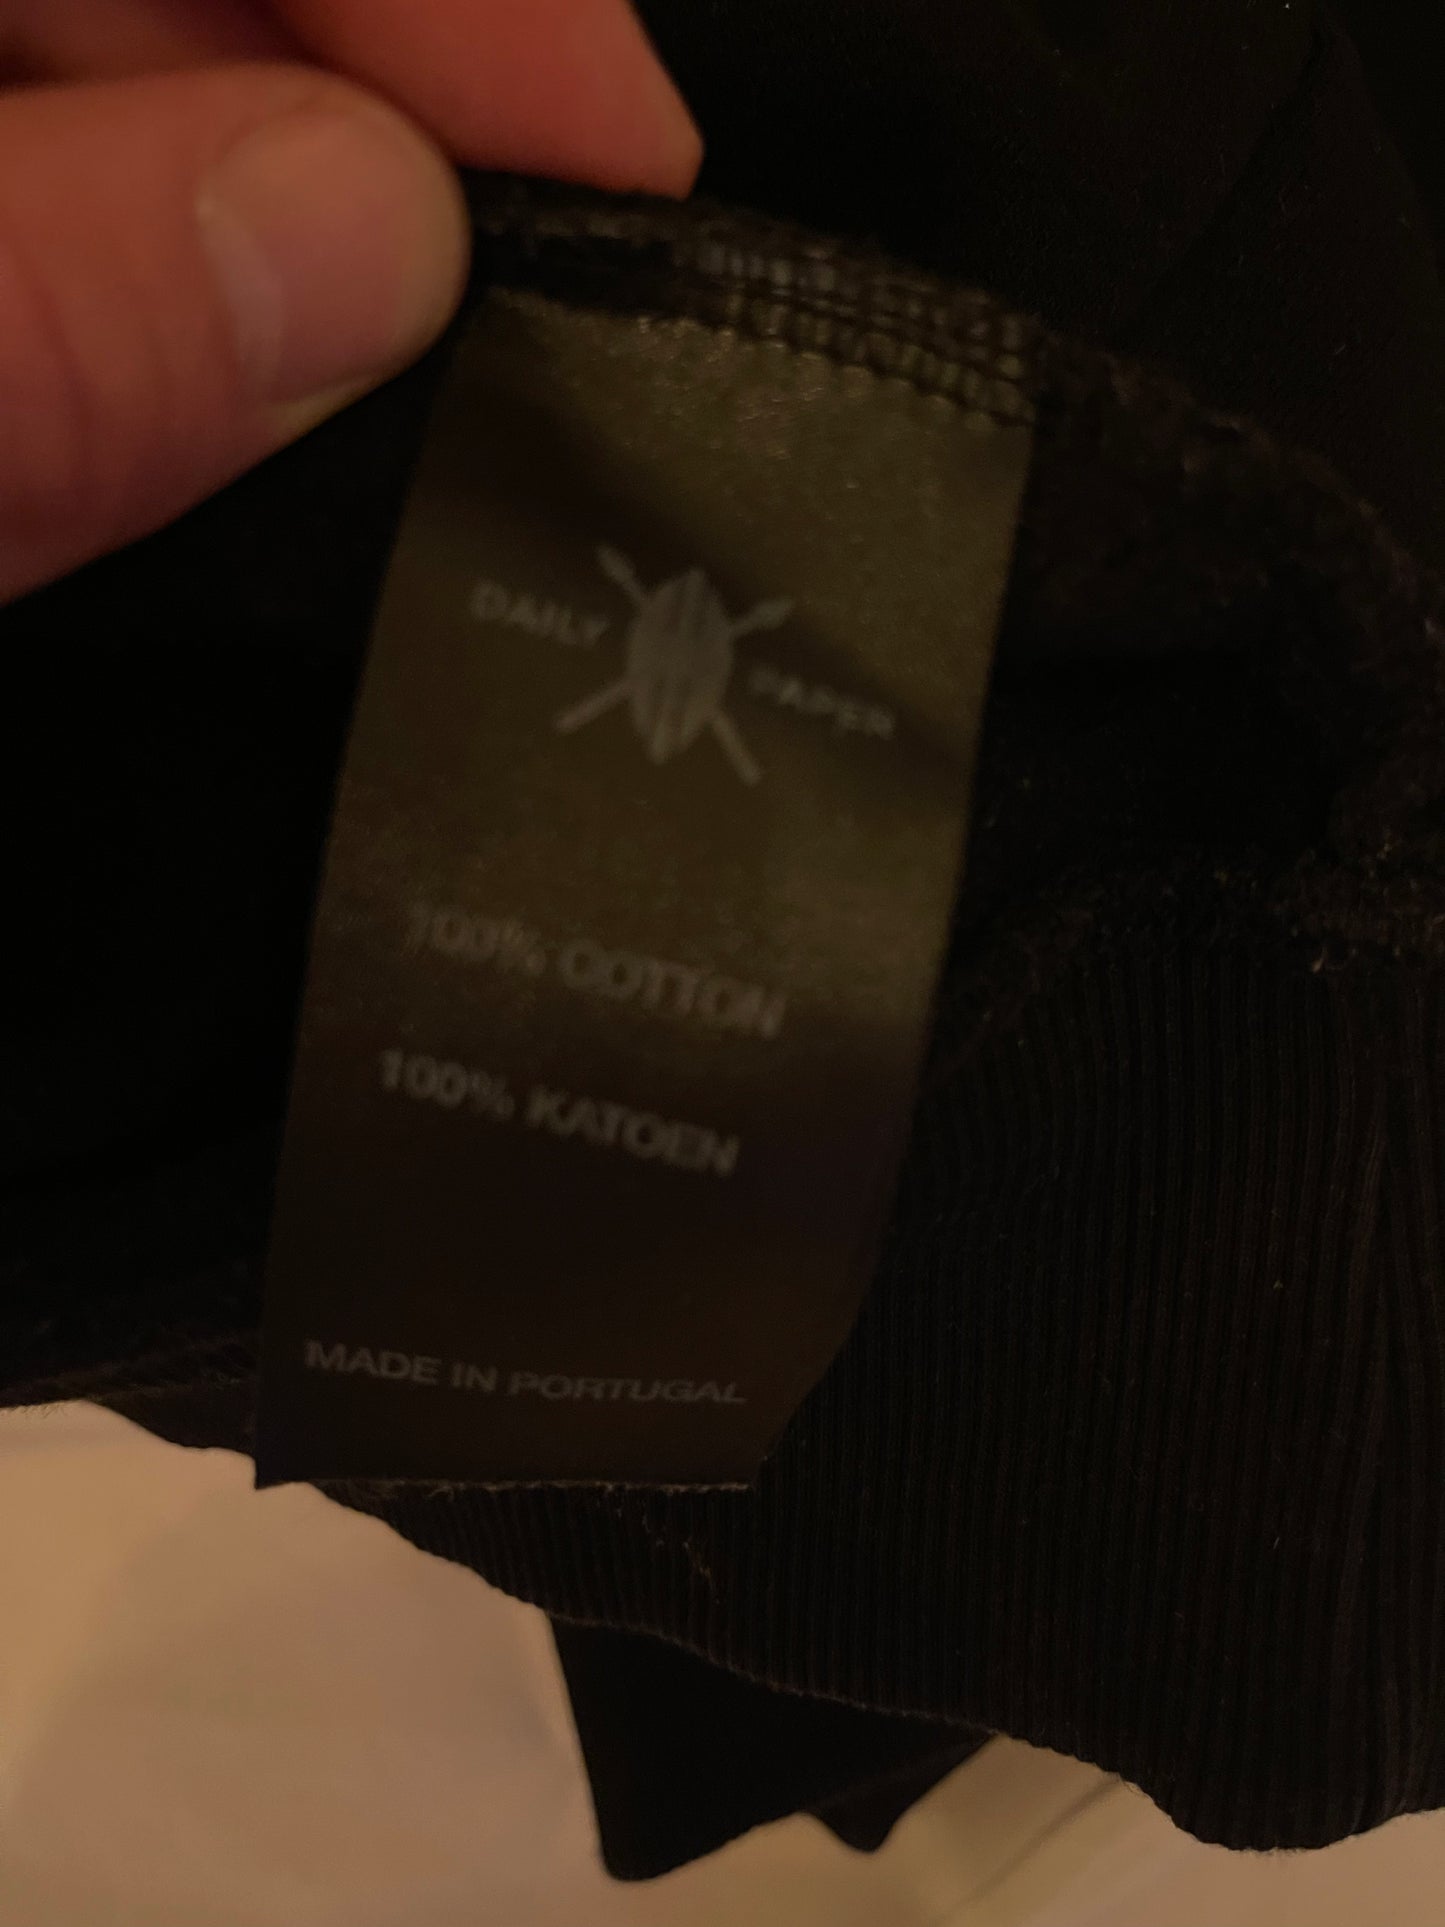 DAILY PAPER
100% COTTON
100% KATOEN
MADE IN PORTUGAL